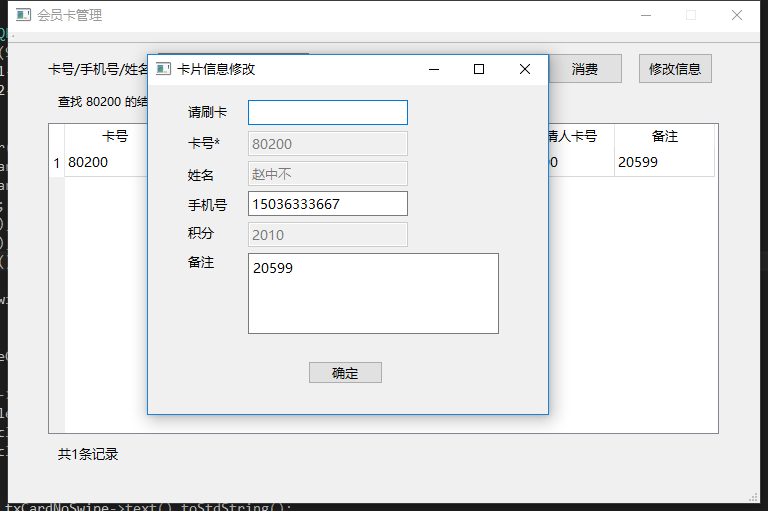 会员卡管理
卡号/手机号/姓名
消费
修改信息
查找 80200 的结
卡号
请人卡号
备注
1
80200
00
20599
共1条记录
卡片信息修改
请刷卡
卡号*
80200
姓名
赵中不
手机号
15036333667
积分
2010
备注
20599
确定
txCardNoSwipe->text().toStdString();